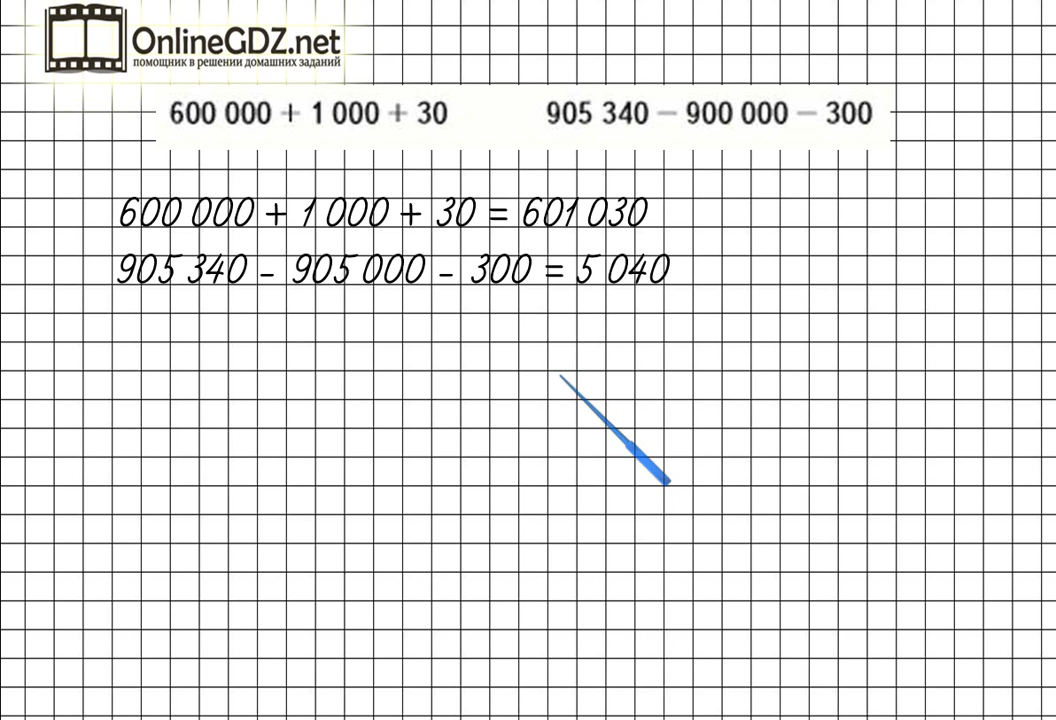 OnlineGDZ.net
помощник в решении домашних заданий
600 000 + 1 000 + 30 905 340 − 900 000 − 300
600 000 + 1 000 + 30 = 601 030
905 340 - 905 000 - 300 = 5 040